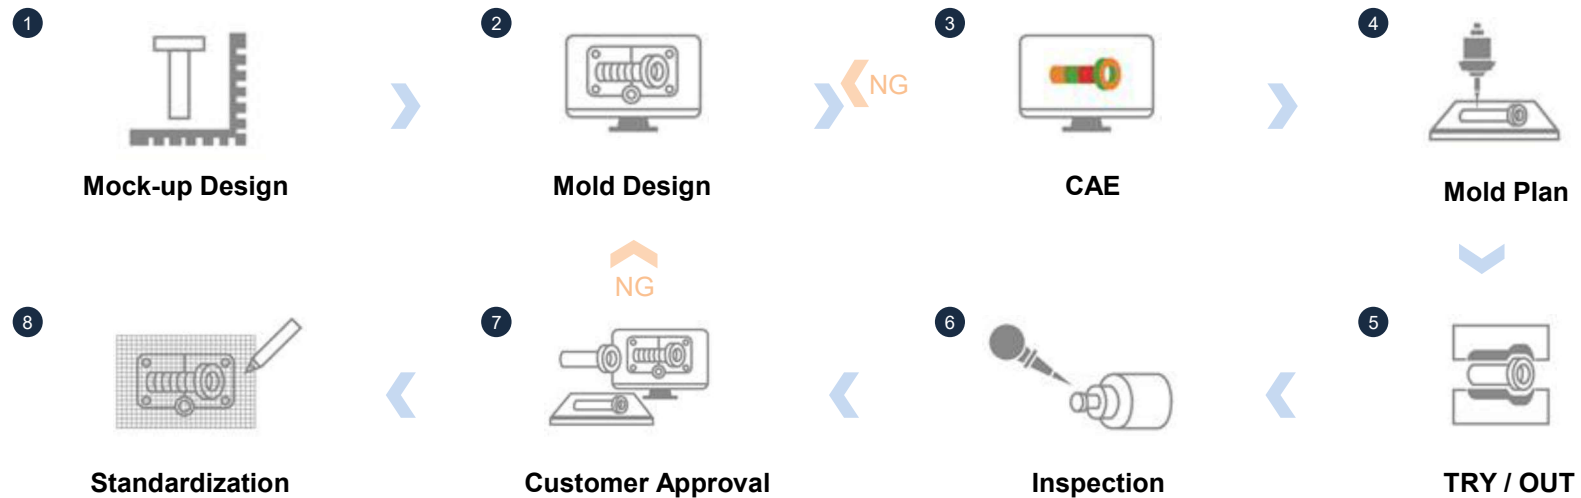 1
2
3
4
NG
Mock-up Design
Mold Design
CAE
Mold Plan
NG
8
7
6
5
Standardization
Customer Approval
Inspection
TRY / OUT